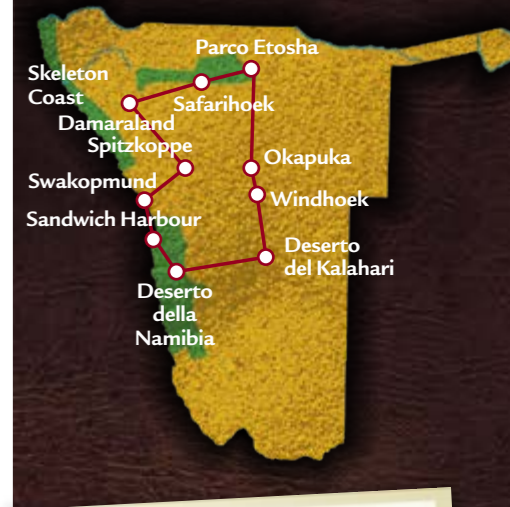 Parco Etosha
Skeleton
Coast
Safarihoek
Damaraland
Spitzkoppe
Okapuka
Swakopmund
Windhoek
Sandwich Harbour
Deserto
del Kalahari
Deserto
della
Namibia